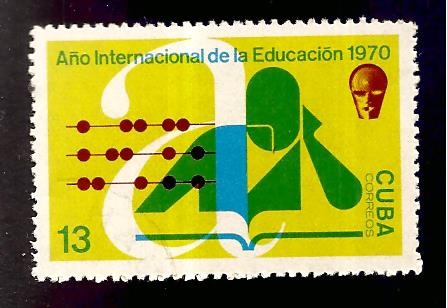 Año Internacional de la Educación 1970
a
13
CUBA
CORREOS